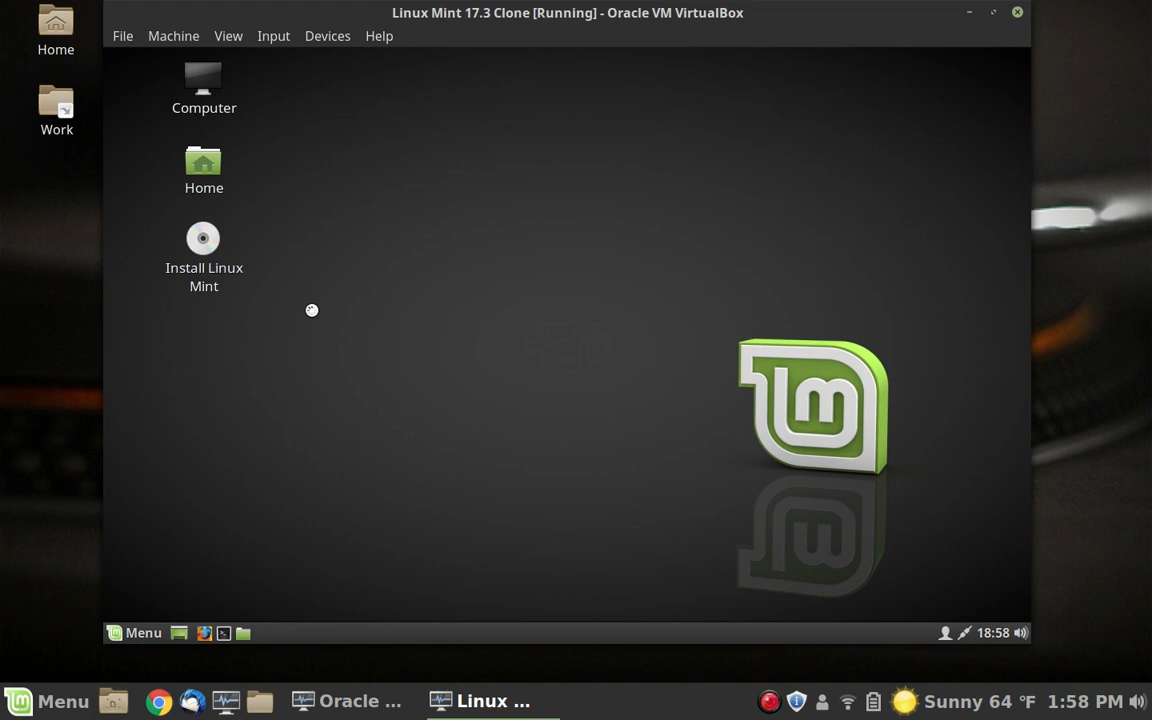 Linux Mint 17.3 Clone [Running] - Oracle VM VirtualBox
File Machine View Input Devices Help
Home
Work
Computer
Home
Install Linux
Mint
Menu
18:58
Menu
Oracle ...
Linux ...
Sunny 64 °F
1:58 PM